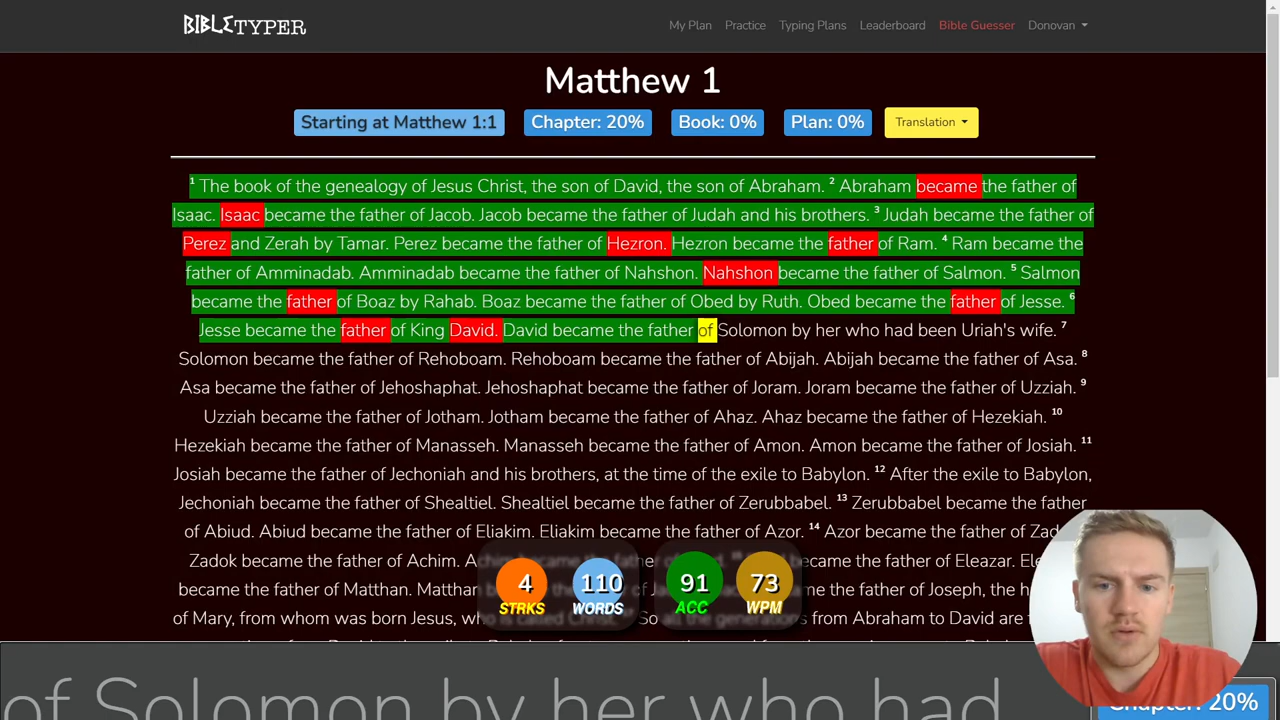 BIBLETYPER My Plan Practice Typing Plans Leaderboard Bible Guesser Donovan
Matthew 1
Starting at Matthew 1:1 Chapter: 20% Book: 0% Plan: 0% Translation
1 The book of the genealogy of Jesus Christ, the son of David, the son of Abraham. 2 Abraham became the father of
Isaac. Isaac became the father of Jacob. Jacob became the father of Judah and his brothers. 3 Judah became the father of
Perez and Zerah by Tamar. Perez became the father of Hezron. Hezron became the father of Ram. 4 Ram became the
father of Amminadab. Amminadab became the father of Nahshon. Nahshon became the father of Salmon. 5 Salmon
became the father of Boaz by Rahab. Boaz became the father of Obed by Ruth. Obed became the father of Jesse. 6
Jesse became the father of King David. David became the father of Solomon by her who had been Uriah's wife. 7
Solomon became the father of Rehoboam. Rehoboam became the father of Abijah. Abijah became the father of Asa. 8
Asa became the father of Jehoshaphat. Jehoshaphat became the father of Joram. Joram became the father of Uzziah. 9
Uzziah became the father of Jotham. Jotham became the father of Ahaz. Ahaz became the father of Hezekiah. 10
Hezekiah became the father of Manasseh. Manasseh became the father of Amon. Amon became the father of Josiah. 11
Josiah became the father of Jechoniah and his brothers, at the time of the exile to Babylon. 12 After the exile to Babylon,
Jechoniah became the father of Shealtiel. Shealtiel became the father of Zerubbabel. 13 Zerubbabel became the father
of Abiud. Abiud became the father of Eliakim. Eliakim became the father of Azor. 14 Azor became the father of
Zadok became the father of Achim. became the father of Eleazar.
became the father of Matthan. Matthan the father of Joseph, the
of Mary, from whom was born Jesus, So all the generations from Abraham to David are
4 110 91 73
STRKS WORDS ACC WPM
of Solomon by her who had
Chapter: 20%